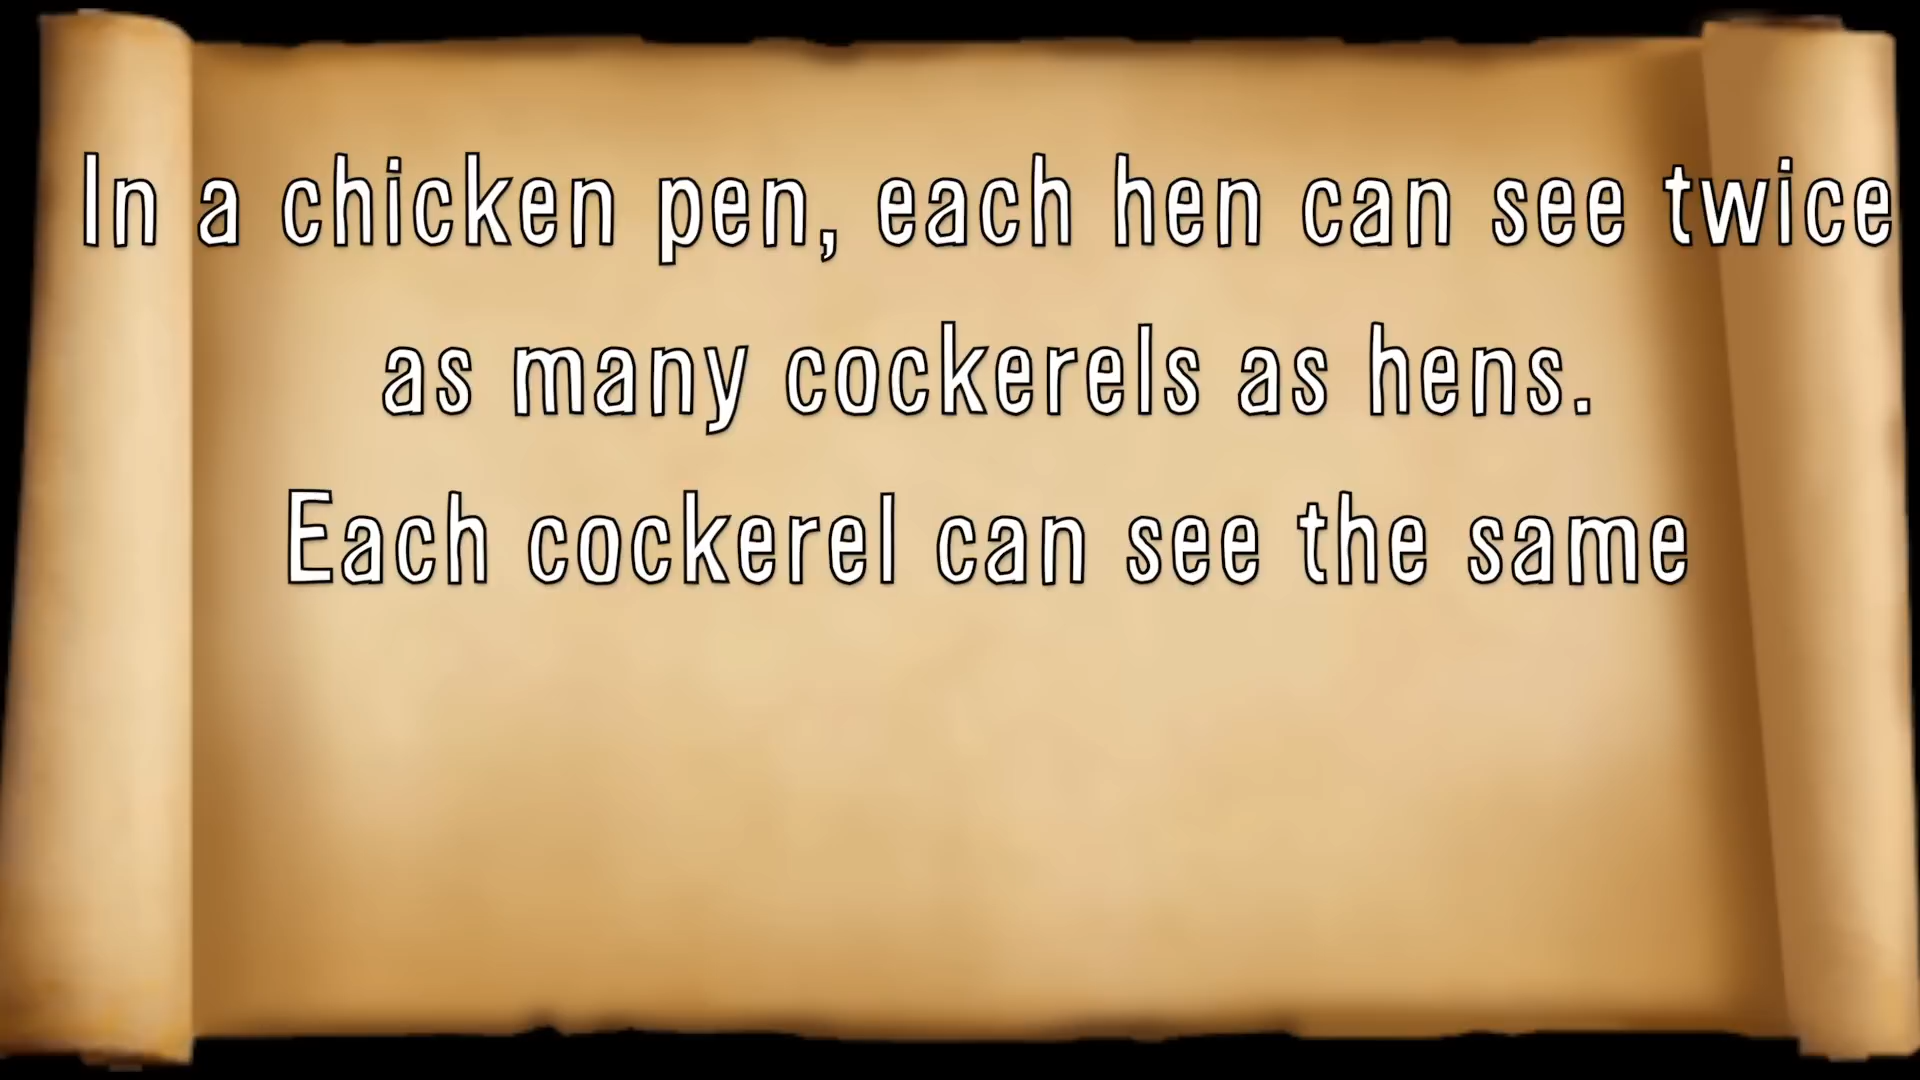 In a chicken pen, each hen can see twice
as many cockerels as hens.
Each cockerel can see the same